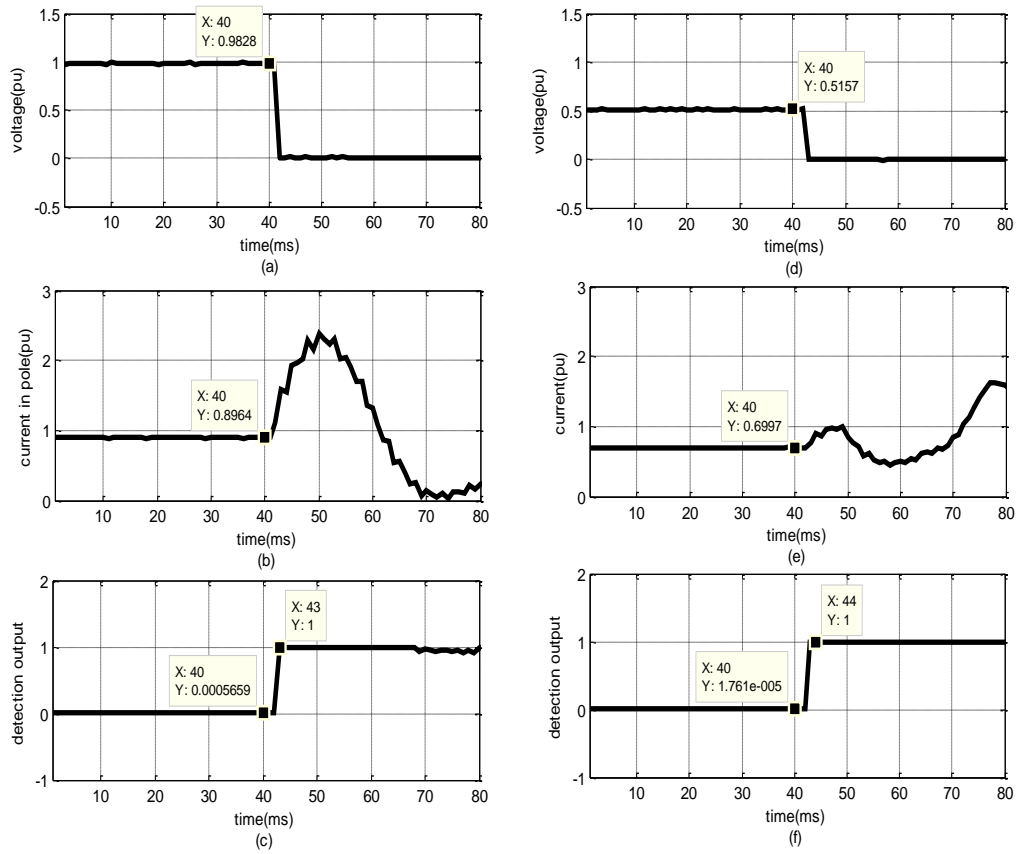 1.5
1
0.5
0
-0.5
voltage(pu)
X: 40
Y: 0.9828
10 20 30 40 50 60 70 80
time(ms)
(a)
3
2
1
0
current in pole(pu)
X: 40
Y: 0.8964
10 20 30 40 50 60 70 80
time(ms)
(b)
2
1
0
-1
detection output
X: 43
Y: 1
X: 40
Y: 0.0005659
10 20 30 40 50 60 70 80
time(ms)
(c)
1.5
1
0.5
0
-0.5
voltage(pu)
X: 40
Y: 0.5157
10 20 30 40 50 60 70 80
time(ms)
(d)
3
2
1
0
current(pu)
X: 40
Y: 0.6997
10 20 30 40 50 60 70 80
time(ms)
(e)
2
1
0
-1
detection output
X: 44
Y: 1
X: 40
Y: 1.761e-005
10 20 30 40 50 60 70 80
time(ms)
(f)